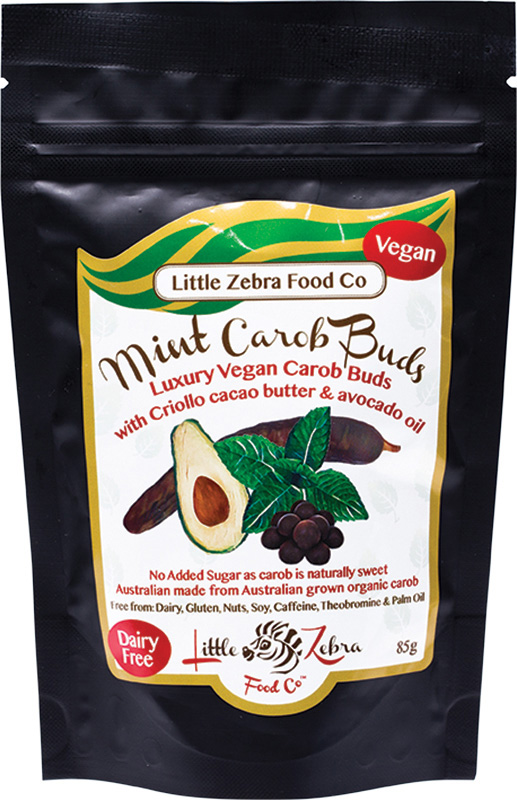 Vegan
Little Zebra Food Co
Mint Carob Buds
Luxury Vegan Carob Buds
with Criollo cacao butter & avocado oil
No Added Sugar as carob is naturally sweet
Australian made from Australian grown organic carob
Free from: Dairy, Gluten, Nuts, Soy, Caffeine, Theobromine & Palm Oil
Dairy
Free
Little Zebra
Food Co™
85g